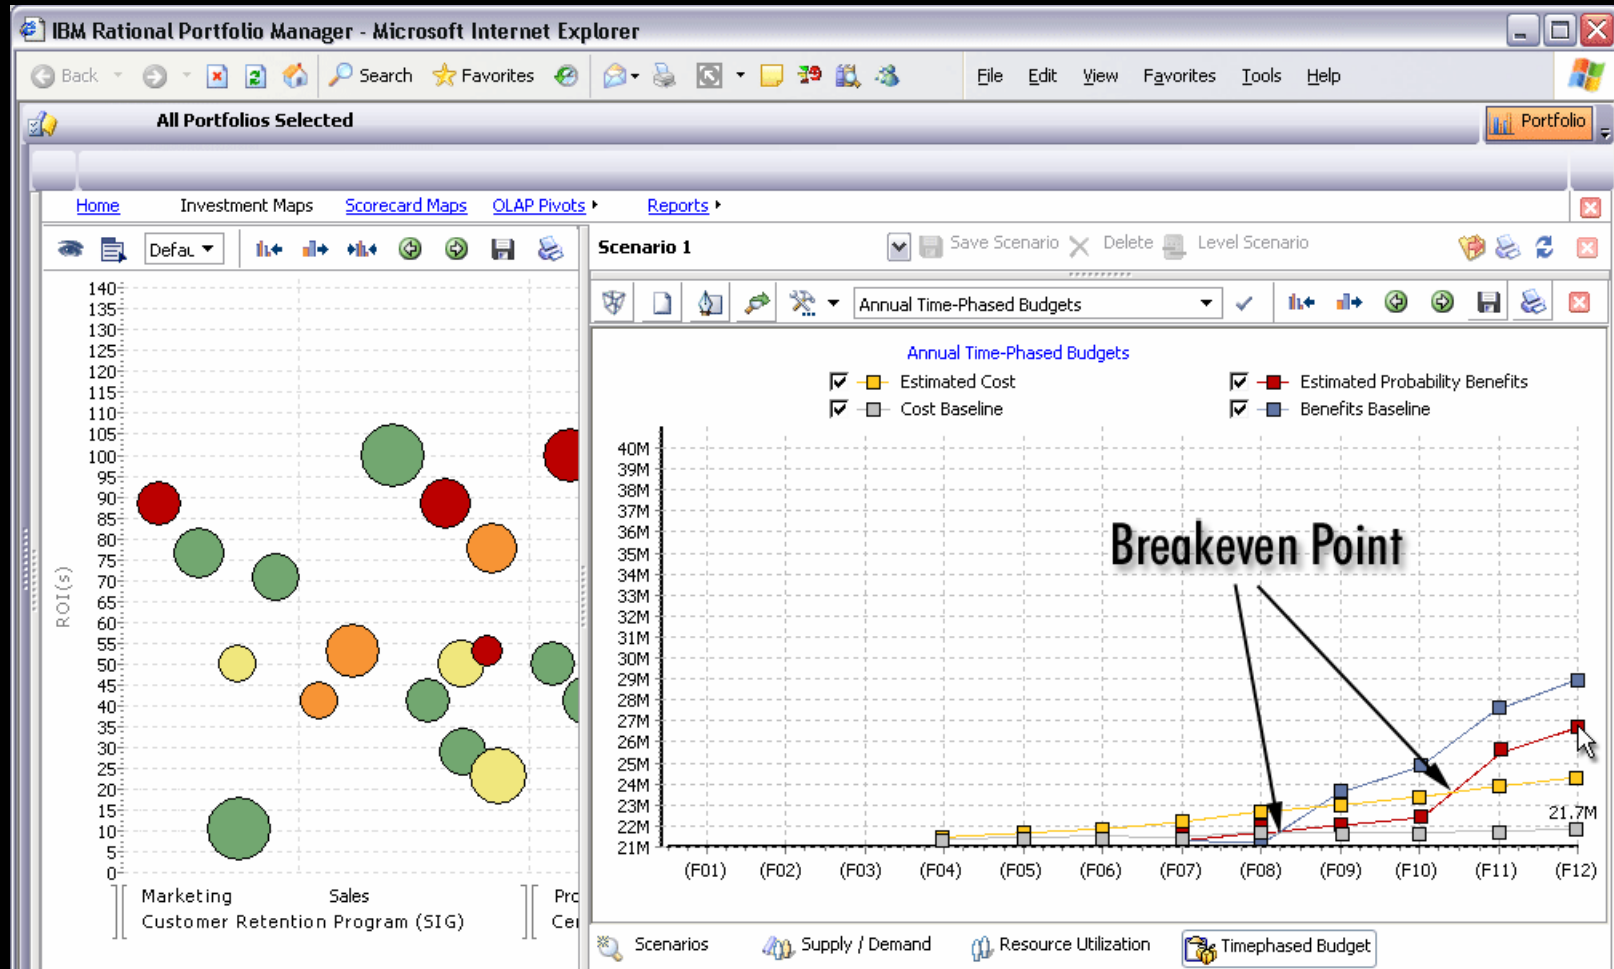 IBM Rational Portfolio Manager - Microsoft Internet Explorer
Back Search Favorites File Edit View Favorites Tools Help
All Portfolios Selected Portfolio
Home Investment Maps Scorecard Maps OLAP Pivots Reports
Scenario 1 Save Scenario Delete Level Scenario
Annual Time-Phased Budgets
Annual Time-Phased Budgets
Estimated Cost Estimated Probability Benefits
Cost Baseline Benefits Baseline
140
135
130
125
120
115
110
105
100
95
90
85
80
75
70
65
60
55
50
45
40
35
30
25
20
15
10
5
0
ROI(s)
Marketing Sales
Customer Retention Program (SIG)
40M
39M
38M
37M
36M
35M
34M
33M
32M
31M
30M
29M
28M
27M
26M
25M
24M
23M
22M
21M
Breakeven Point
21.7M
(F01) (F02) (F03) (F04) (F05) (F06) (F07) (F08) (F09) (F10) (F11) (F12)
Scenarios Supply / Demand Resource Utilization Timephased Budget